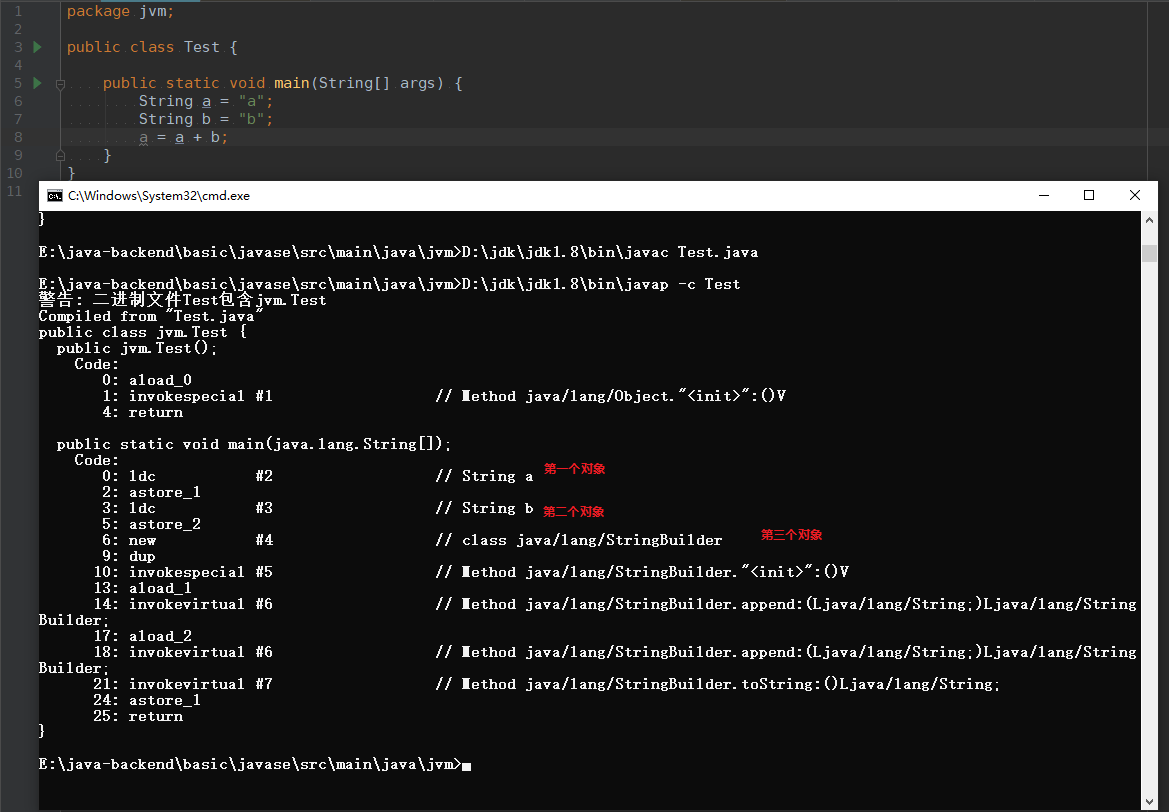 1 package jvm;
2
3 public class Test {
4
5 public static void main(String[] args) {
6 String a = "a";
7 String b = "b";
8 a = a + b;
9 }
10 }
11
C:\Windows\System32\cmd.exe
}
E:\java-backend\basic\javase\src\main\java\jvm>D:\jdk\jdk1.8\bin\javac Test.java
E:\java-backend\basic\javase\src\main\java\jvm>D:\jdk\jdk1.8\bin\javap -c Test
警告: 二进制文件Test包含jvm.Test
Compiled from "Test.java"
public class jvm.Test {
public jvm.Test();
Code:
0: aload_0
1: invokespecial #1 // Method java/lang/Object."<init>":()V
4: return
public static void main(java.lang.String[]);
Code:
0: ldc #2 // String a 第一个对象
2: astore_1
3: ldc #3 // String b 第二个对象
5: astore_2
6: new #4 // class java/lang/StringBuilder 第三个对象
9: dup
10: invokespecial #5 // Method java/lang/StringBuilder."<init>":()V
13: aload_1
14: invokevirtual #6 // Method java/lang/StringBuilder.append:(Ljava/lang/String;)Ljava/lang/String
Builder;
17: aload_2
18: invokevirtual #6 // Method java/lang/StringBuilder.append:(Ljava/lang/String;)Ljava/lang/String
Builder;
21: invokevirtual #7 // Method java/lang/StringBuilder.toString:()Ljava/lang/String;
24: astore_1
25: return
}
E:\java-backend\basic\javase\src\main\java\jvm>